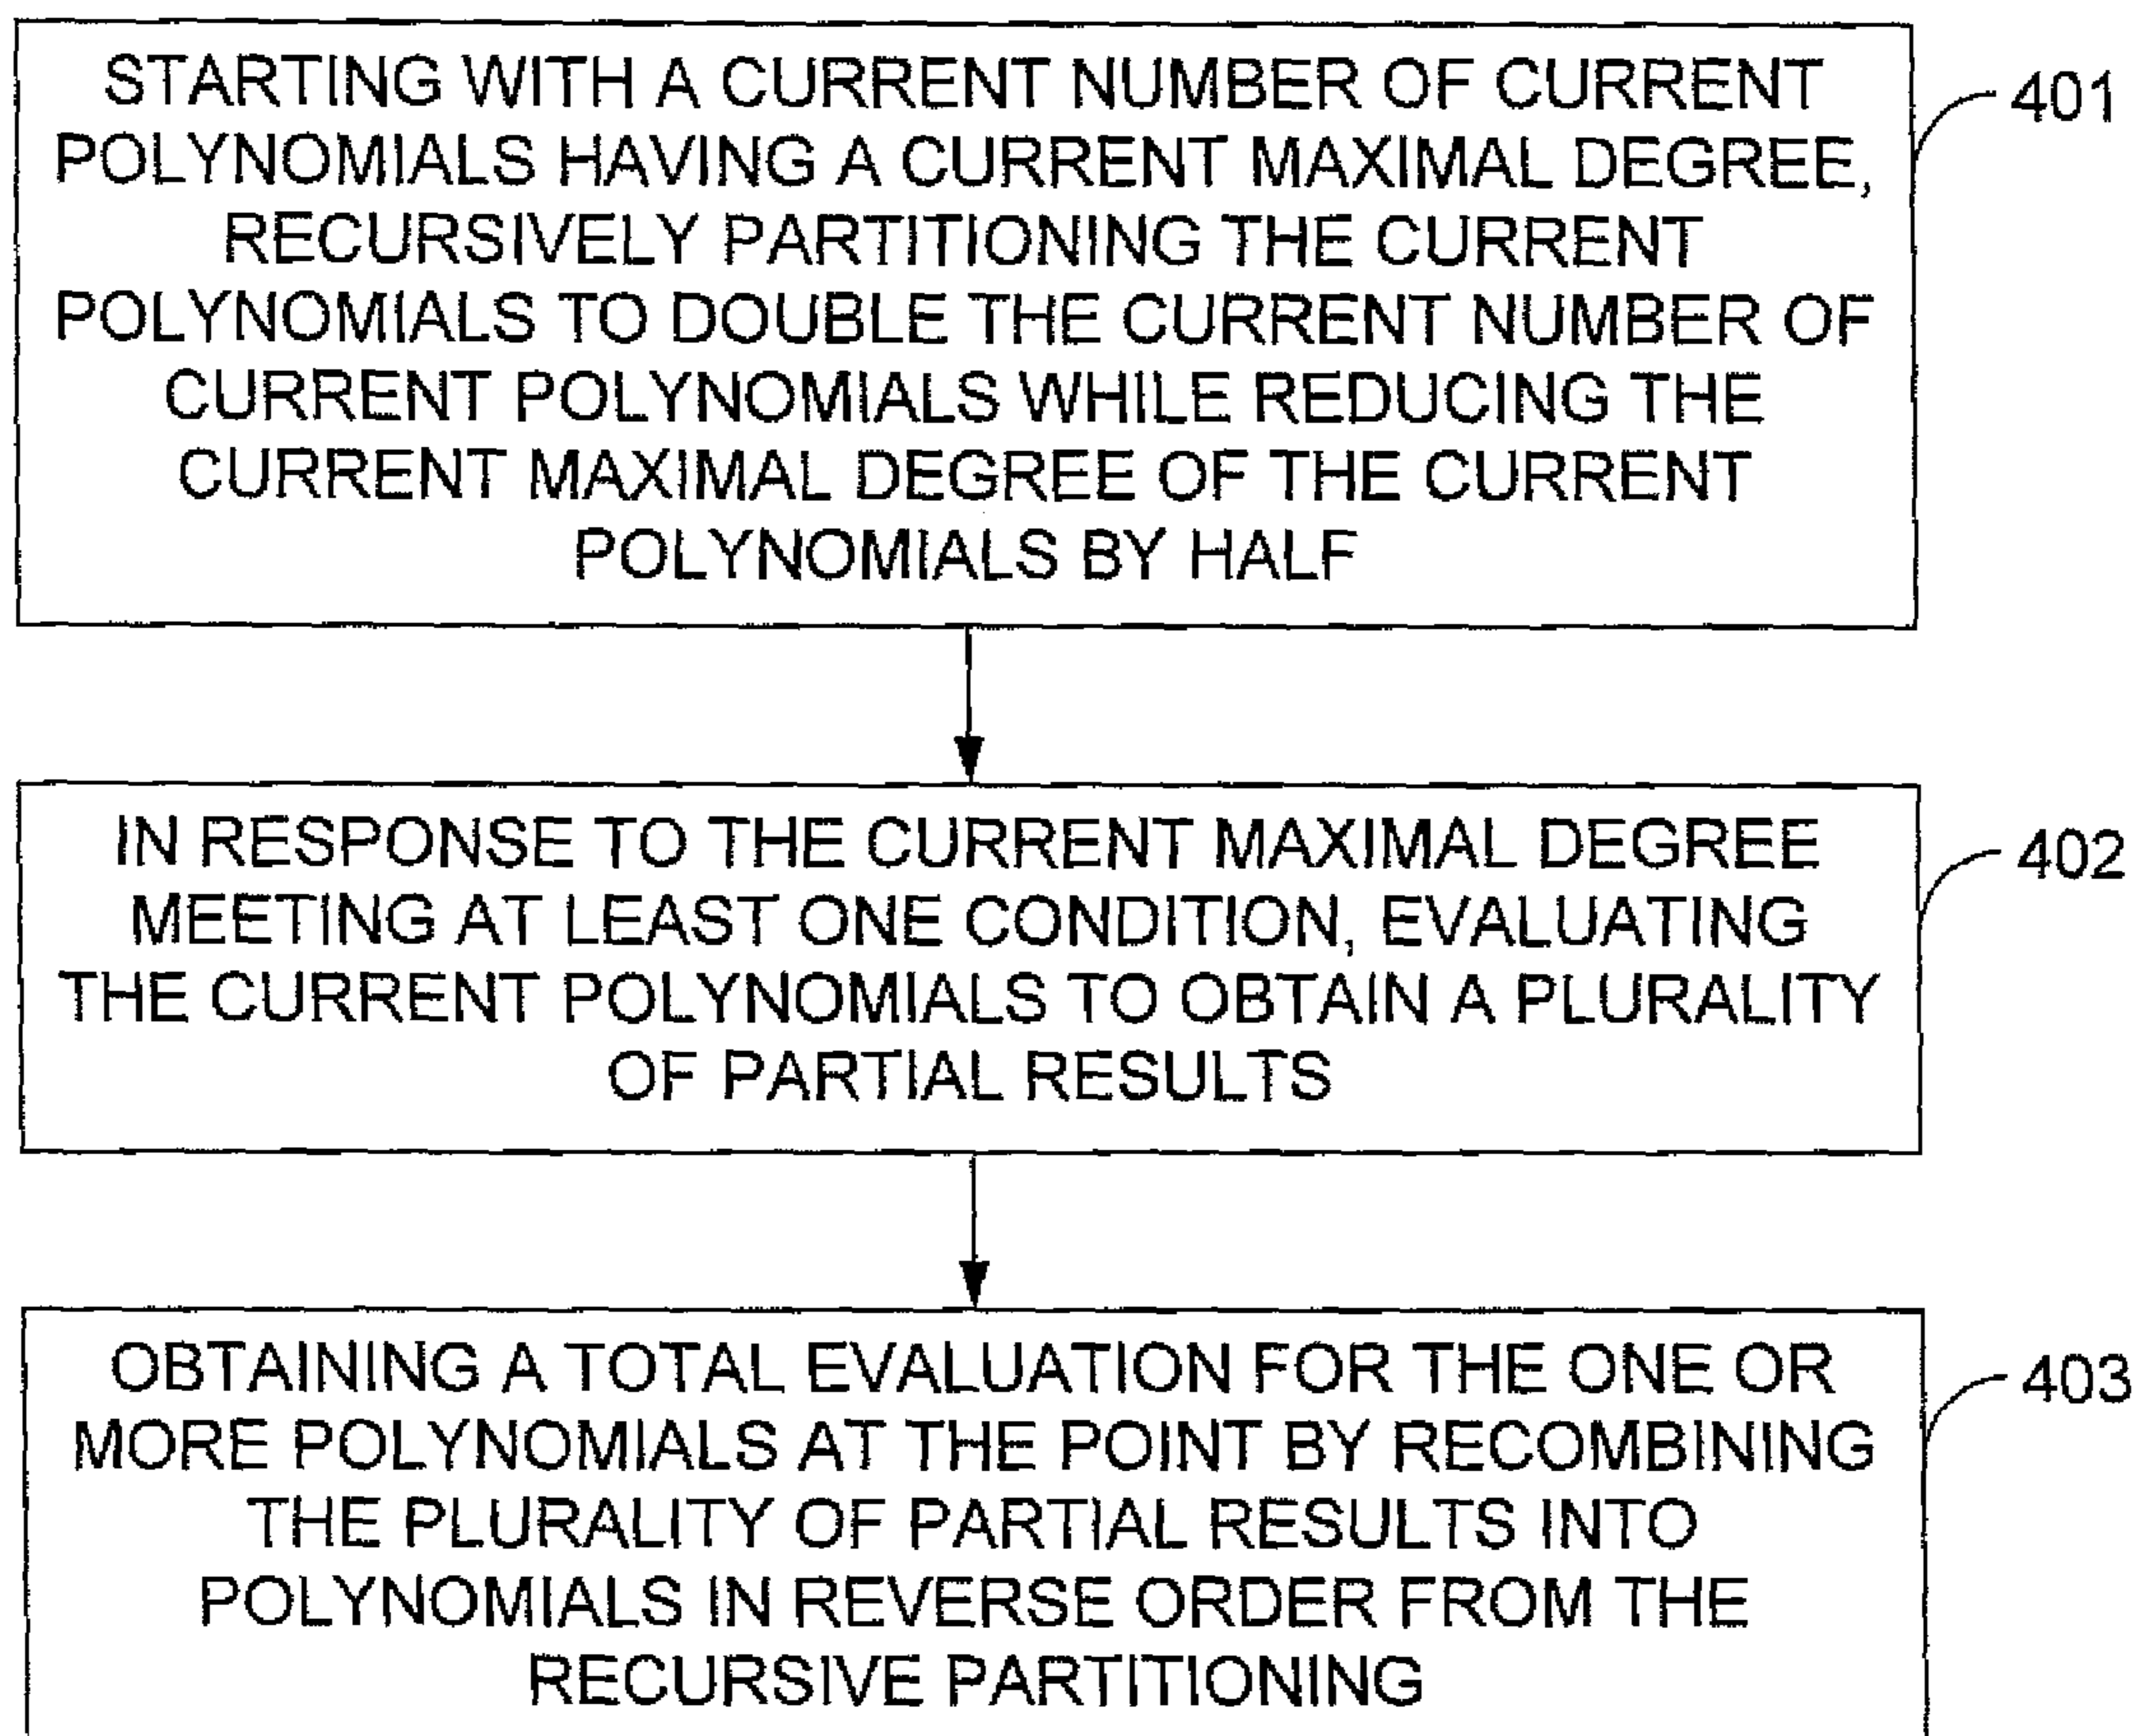 STARTING WITH A CURRENT NUMBER OF CURRENT
POLYNOMIALS HAVING A CURRENT MAXIMAL DEGREE,
RECURSIVELY PARTITIONING THE CURRENT
POLYNOMIALS TO DOUBLE THE CURRENT NUMBER OF
CURRENT POLYNOMIALS WHILE REDUCING THE
CURRENT MAXIMAL DEGREE OF THE CURRENT
POLYNOMIALS BY HALF
401
IN RESPONSE TO THE CURRENT MAXIMAL DEGREE
MEETING AT LEAST ONE CONDITION, EVALUATING
THE CURRENT POLYNOMIALS TO OBTAIN A PLURALITY
OF PARTIAL RESULTS
402
OBTAINING A TOTAL EVALUATION FOR THE ONE OR
MORE POLYNOMIALS AT THE POINT BY RECOMBINING
THE PLURALITY OF PARTIAL RESULTS INTO
POLYNOMIALS IN REVERSE ORDER FROM THE
RECURSIVE PARTITIONING
403